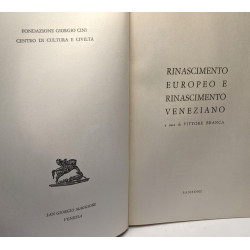 FONDAZIONE GIORGIO CINI
CENTRO DI CULTURA E CIVILTÀ
SAN GIORGIO MAGGIORE
VENEZIA
RINASCIMENTO
EUROPEO E
RINASCIMENTO
VENEZIANO
a cura di VITTORE BRANCA
SANSONI